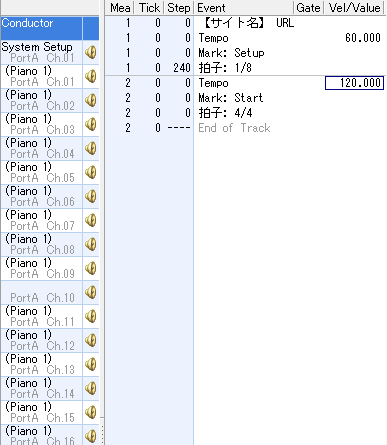 Mea Tick Step Event Gate Vel/Value
Conductor
System Setup
PortA Ch.01
(Piano 1)
PortA Ch.01
(Piano 1)
PortA Ch.02
(Piano 1)
PortA Ch.03
(Piano 1)
PortA Ch.04
(Piano 1)
PortA Ch.05
(Piano 1)
PortA Ch.06
(Piano 1)
PortA Ch.07
(Piano 1)
PortA Ch.08
(Piano 1)
PortA Ch.09
PortA Ch.10
(Piano 1)
PortA Ch.11
(Piano 1)
PortA Ch.12
(Piano 1)
PortA Ch.13
(Piano 1)
PortA Ch.14
(Piano 1)
PortA Ch.15
(Piano 1)
PortA Ch.16
1 0 0 【サイト名】 URL
1 0 0 Tempo 60.000
1 0 0 Mark: Setup
1 0 240 拍子: 1/8
2 0 0 Tempo 120.000
2 0 0 Mark: Start
2 0 0 拍子: 4/4
2 0 ---- End of Track